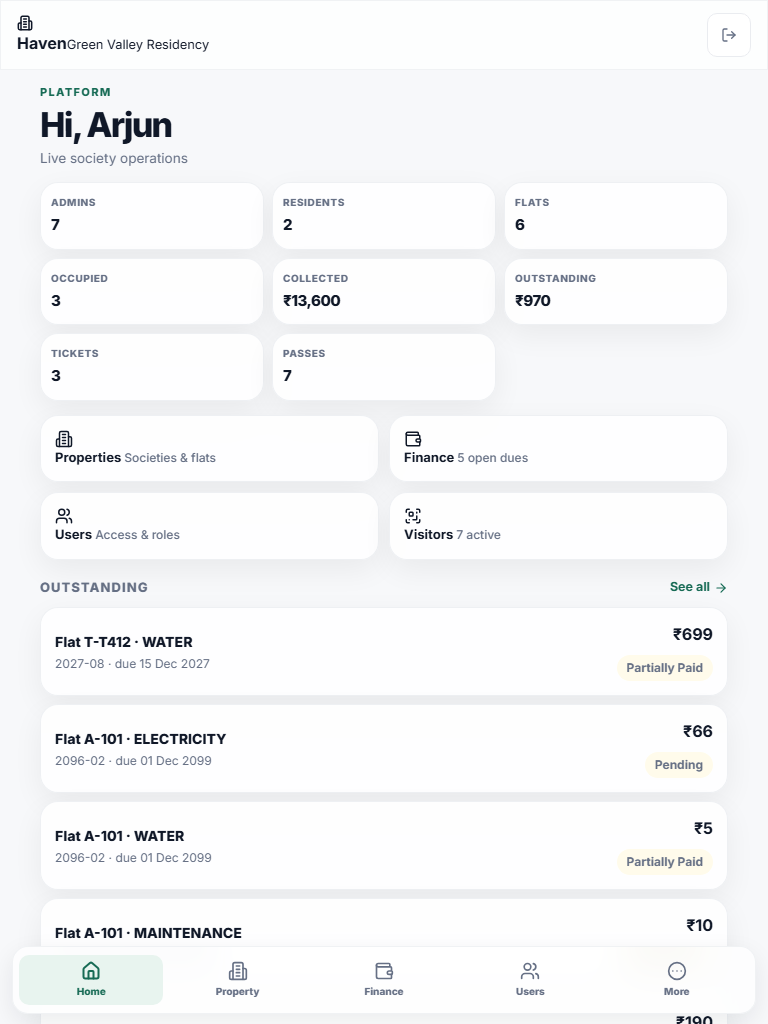 HavenGreen Valley Residency
PLATFORM
Hi, Arjun
Live society operations
ADMINS
7
RESIDENTS
2
FLATS
6
OCCUPIED
3
COLLECTED
₹13,600
OUTSTANDING
₹970
TICKETS
3
PASSES
7
Properties Societies & flats
Finance 5 open dues
Users Access & roles
Visitors 7 active
OUTSTANDING
See all →
Flat T-T412 · WATER
2027-08 · due 15 Dec 2027
₹699
Partially Paid
Flat A-101 · ELECTRICITY
2096-02 · due 01 Dec 2099
₹66
Pending
Flat A-101 · WATER
2096-02 · due 01 Dec 2099
₹5
Partially Paid
Flat A-101 · MAINTENANCE
₹10
Home
Property
Finance
Users
More
₹190